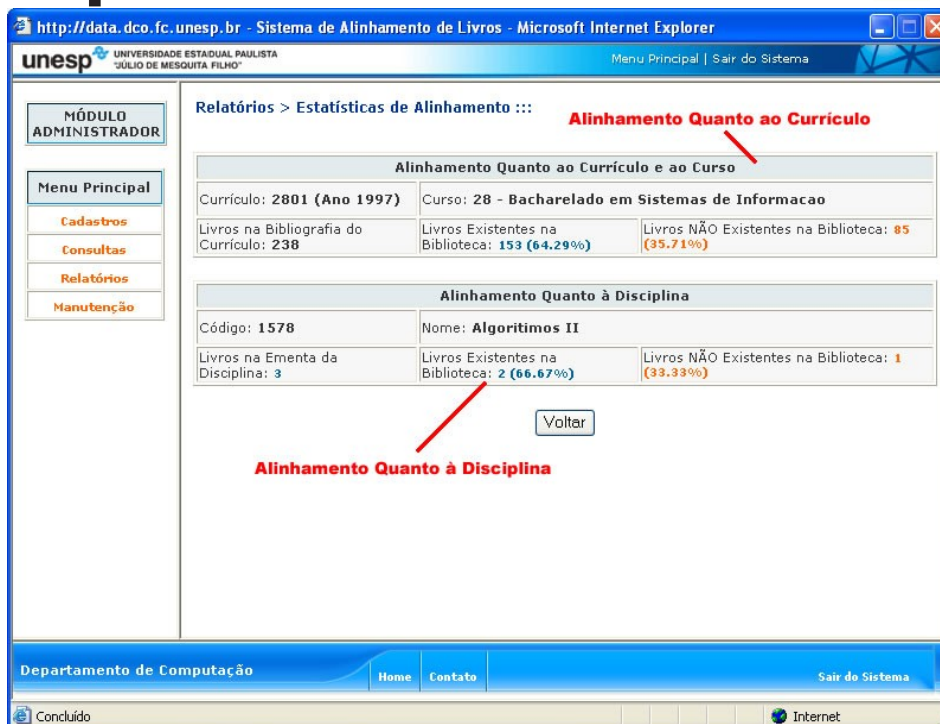 http://data.dco.fc.unesp.br - Sistema de Alinhamento de Livros - Microsoft Internet Explorer
unesp UNIVERSIDADE ESTADUAL PAULISTA
"JÚLIO DE MESQUITA FILHO"
Menu Principal | Sair do Sistema
MÓDULO
ADMINISTRADOR
Menu Principal
Cadastros
Consultas
Relatórios
Manutenção
Relatórios > Estatísticas de Alinhamento :::
Alinhamento Quanto ao Currículo
Alinhamento Quanto ao Currículo e ao Curso
Currículo: 2801 (Ano 1997)
Curso: 28 - Bacharelado em Sistemas de Informacao
Livros na Bibliografia do
Currículo: 238
Livros Existentes na
Biblioteca: 153 (64.29%)
Livros NÃO Existentes na Biblioteca: 85
(35.71%)
Alinhamento Quanto à Disciplina
Código: 1578
Nome: Algoritimos II
Livros na Ementa da
Disciplina: 3
Livros Existentes na
Biblioteca: 2 (66.67%)
Livros NÃO Existentes na Biblioteca: 1
(33.33%)
Voltar
Alinhamento Quanto à Disciplina
Departamento de Computação
Home
Contato
Sair do Sistema
Concluído
Internet